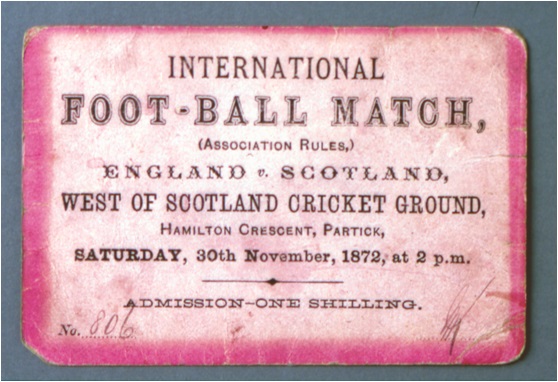 INTERNATIONAL
FOOT-BALL MATCH,
(ASSOCIATION RULES,)
ENGLAND v. SCOTLAND,
WEST OF SCOTLAND CRICKET GROUND,
HAMILTON CRESCENT, PARTICK,
SATURDAY, 30th November, 1872, at 2 p.m.
ADMISSION-ONE SHILLING.
No. 806